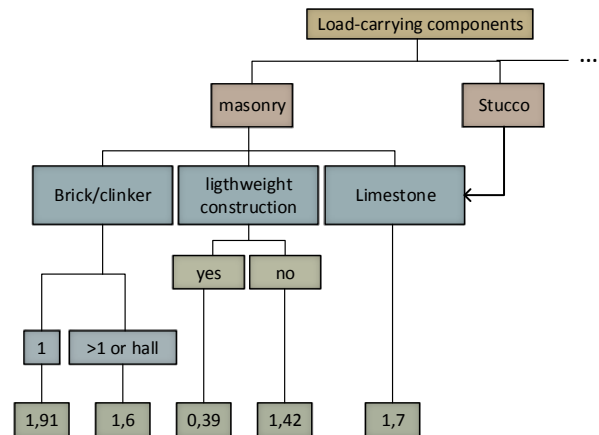 Load-carrying components
...
masonry
Stucco
Brick/clinker
ligthweight
construction
Limestone
yes
no
1
>1 or hall
1,91
1,6
0,39
1,42
1,7